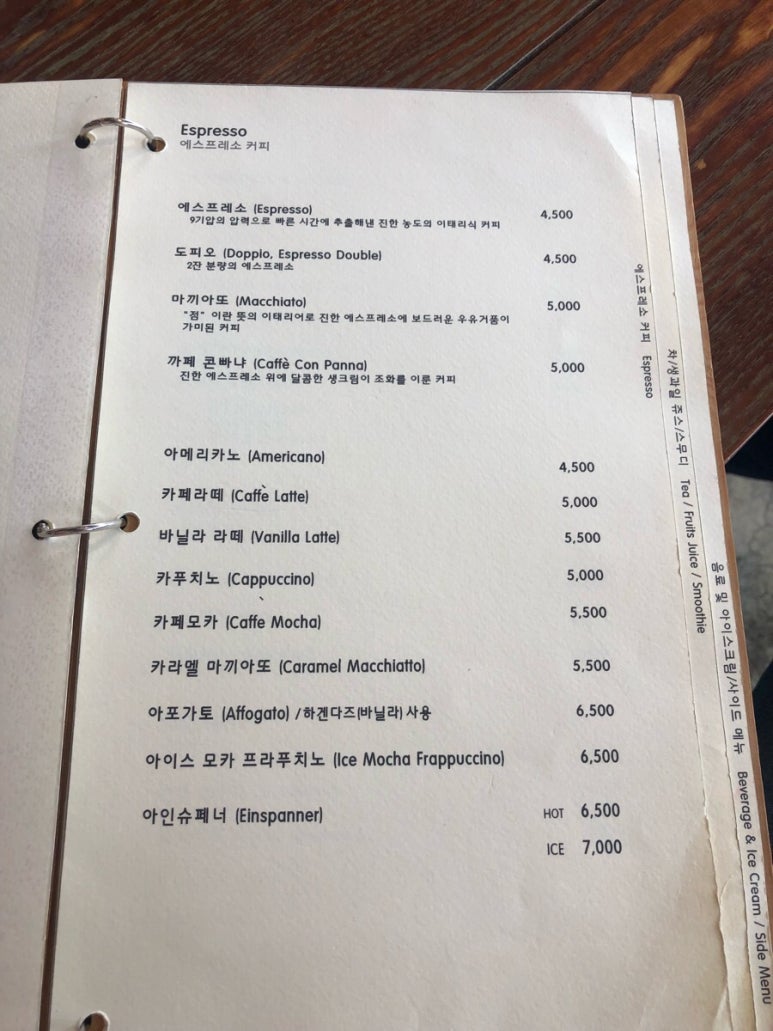 Espresso
에스프레소 커피
에스프레소 (Espresso) 4,500
9기압의 압력으로 빠른 시간에 추출해낸 진한 농도의 이태리식 커피
도피오 (Doppio, Espresso Double) 4,500
2잔 분량의 에스프레소
마끼아또 (Macchiato) 5,000
"점" 이란 뜻의 이태리어로 진한 에스프레소에 보드러운 우유거품이
가미된 커피
까페 콘빠냐 (Caffè Con Panna) 5,000
진한 에스프레소 위에 달콤한 생크림이 조화를 이룬 커피
아메리카노 (Americano) 4,500
카페라떼 (Caffè Latte) 5,000
바닐라 라떼 (Vanilla Latte) 5,500
카푸치노 (Cappuccino) 5,000
카페모카 (Caffè Mocha) 5,500
카라멜 마끼아또 (Caramel Macchiatto) 5,500
아포가토 (Affogato) /하겐다즈(바닐라) 사용 6,500
아이스 모카 프라푸치노 (Ice Mocha Frappuccino) 6,500
아인슈페너 (Einspanner) HOT 6,500
ICE 7,000
에스프레소 커피 Espresso
차/생과일 쥬스/스무디 Tea / Fruits Juice / Smoothie
음료 및 아이스크림/사이드 메뉴 Beverage & Ice Cream / Side Menu